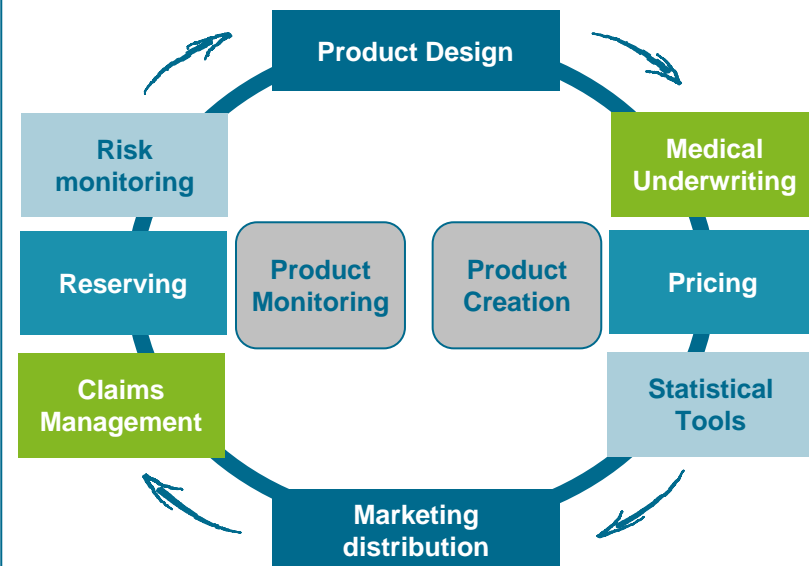 Product Design
Risk
monitoring
Medical
Underwriting
Reserving
Product
Monitoring
Product
Creation
Pricing
Claims
Management
Statistical
Tools
Marketing
distribution